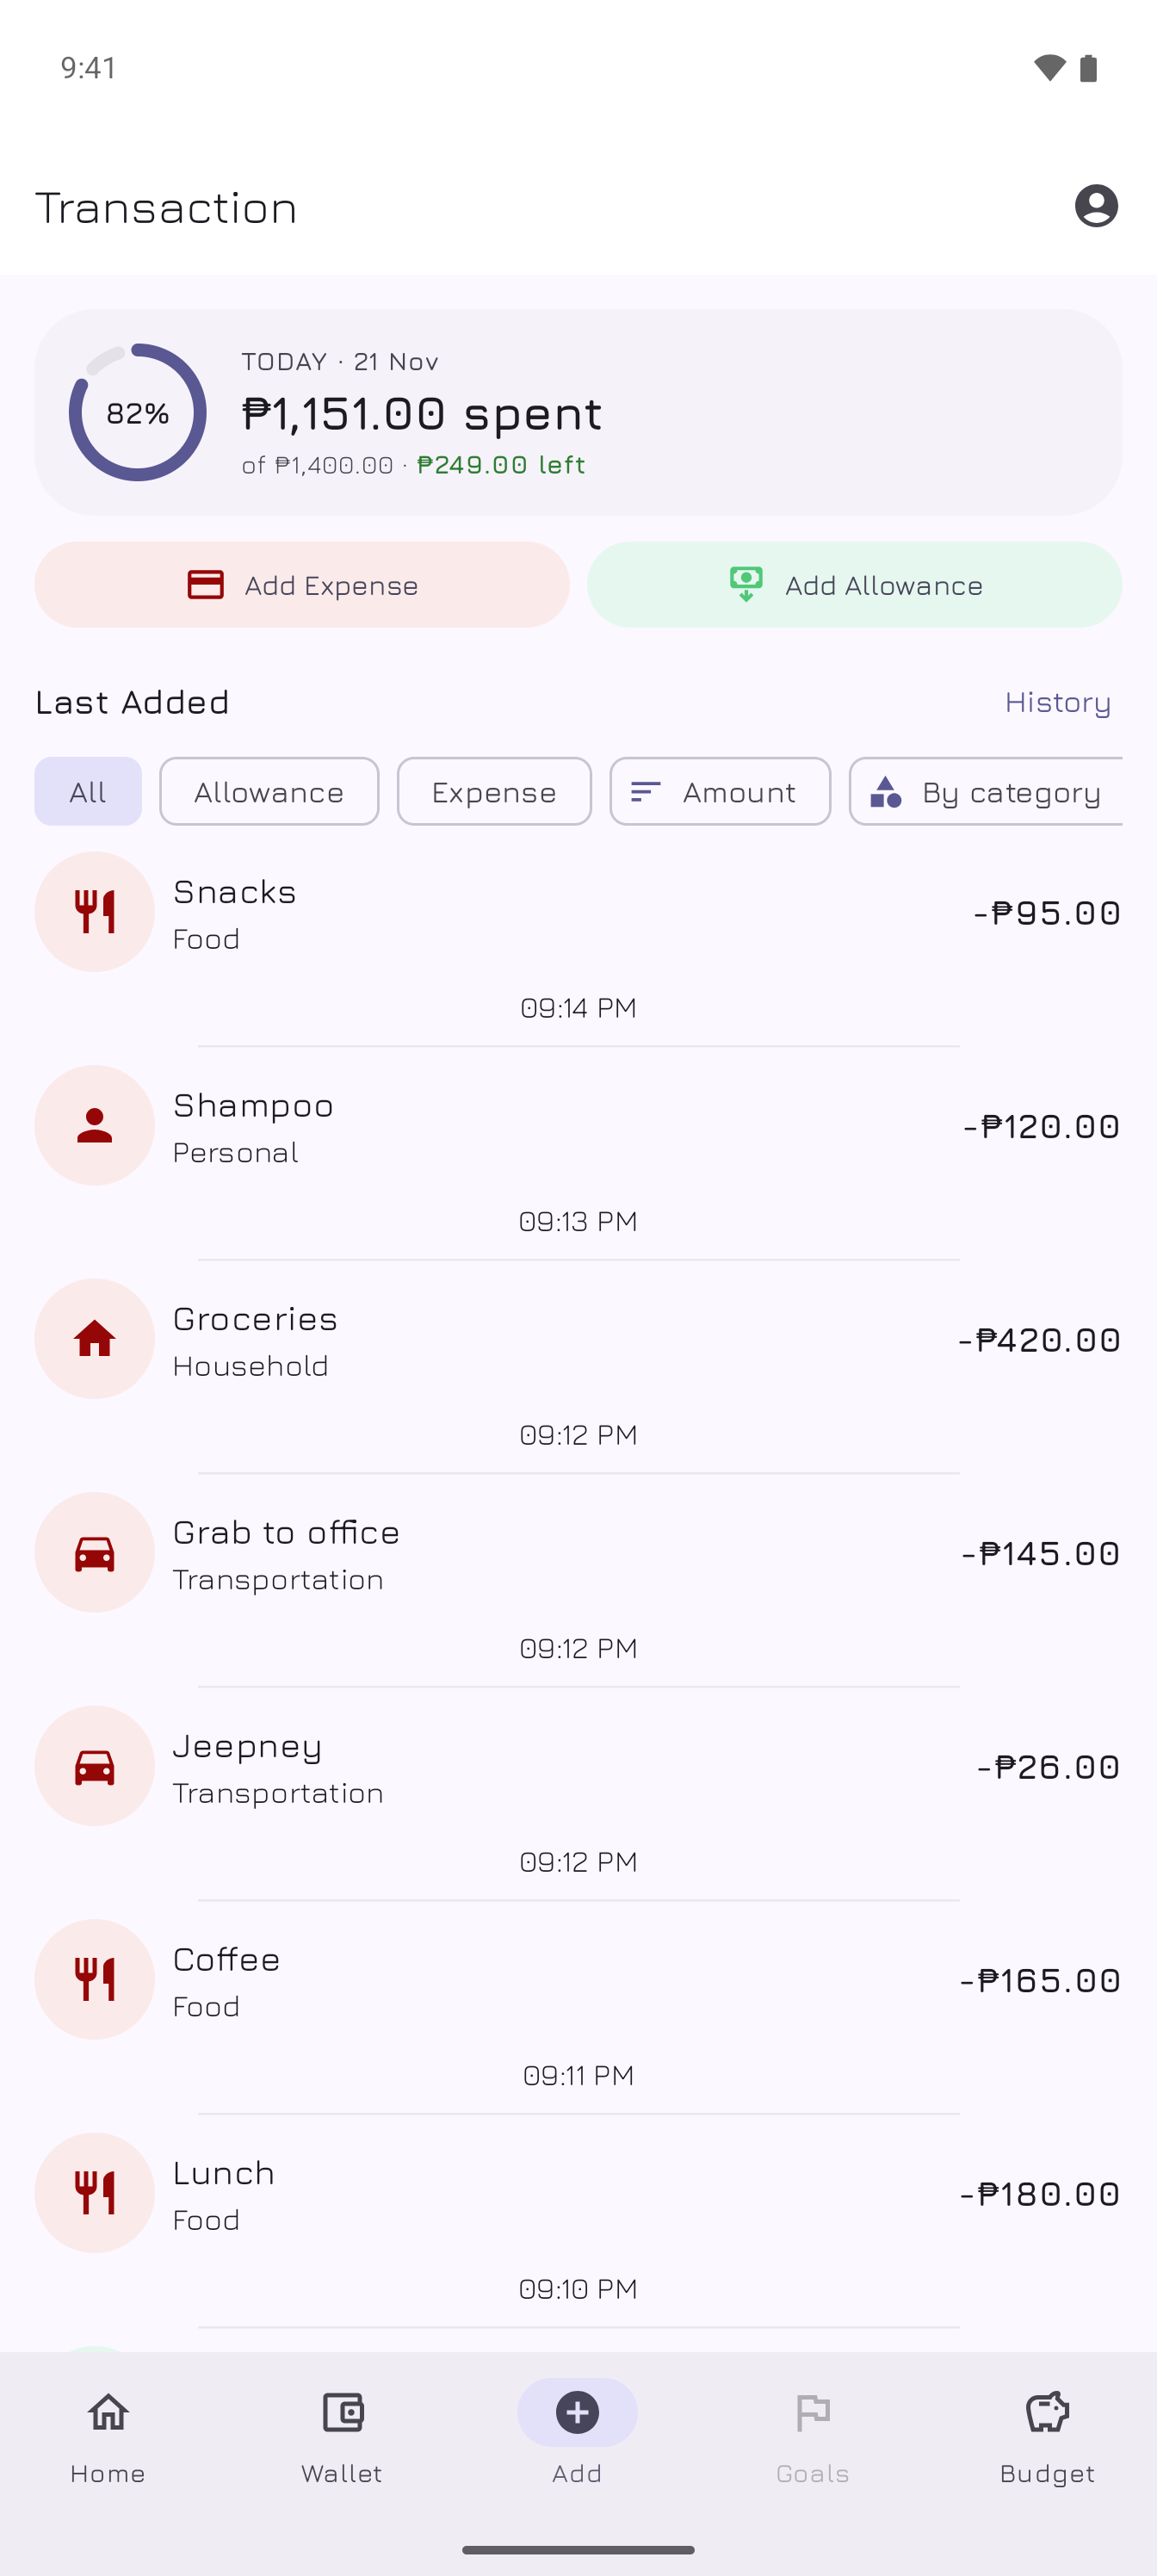 9:41
Transaction
82%
TODAY · 21 Nov
₱1,151.00 spent
of ₱1,400.00 · ₱249.00 left
Add Expense
Add Allowance
Last Added
History
All
Allowance
Expense
Amount
By category
Snacks
Food
-₱95.00
09:14 PM
Shampoo
Personal
-₱120.00
09:13 PM
Groceries
Household
-₱420.00
09:12 PM
Grab to office
Transportation
-₱145.00
09:12 PM
Jeepney
Transportation
-₱26.00
09:12 PM
Coffee
Food
-₱165.00
09:11 PM
Lunch
Food
-₱180.00
09:10 PM
Home
Wallet
Add
Goals
Budget